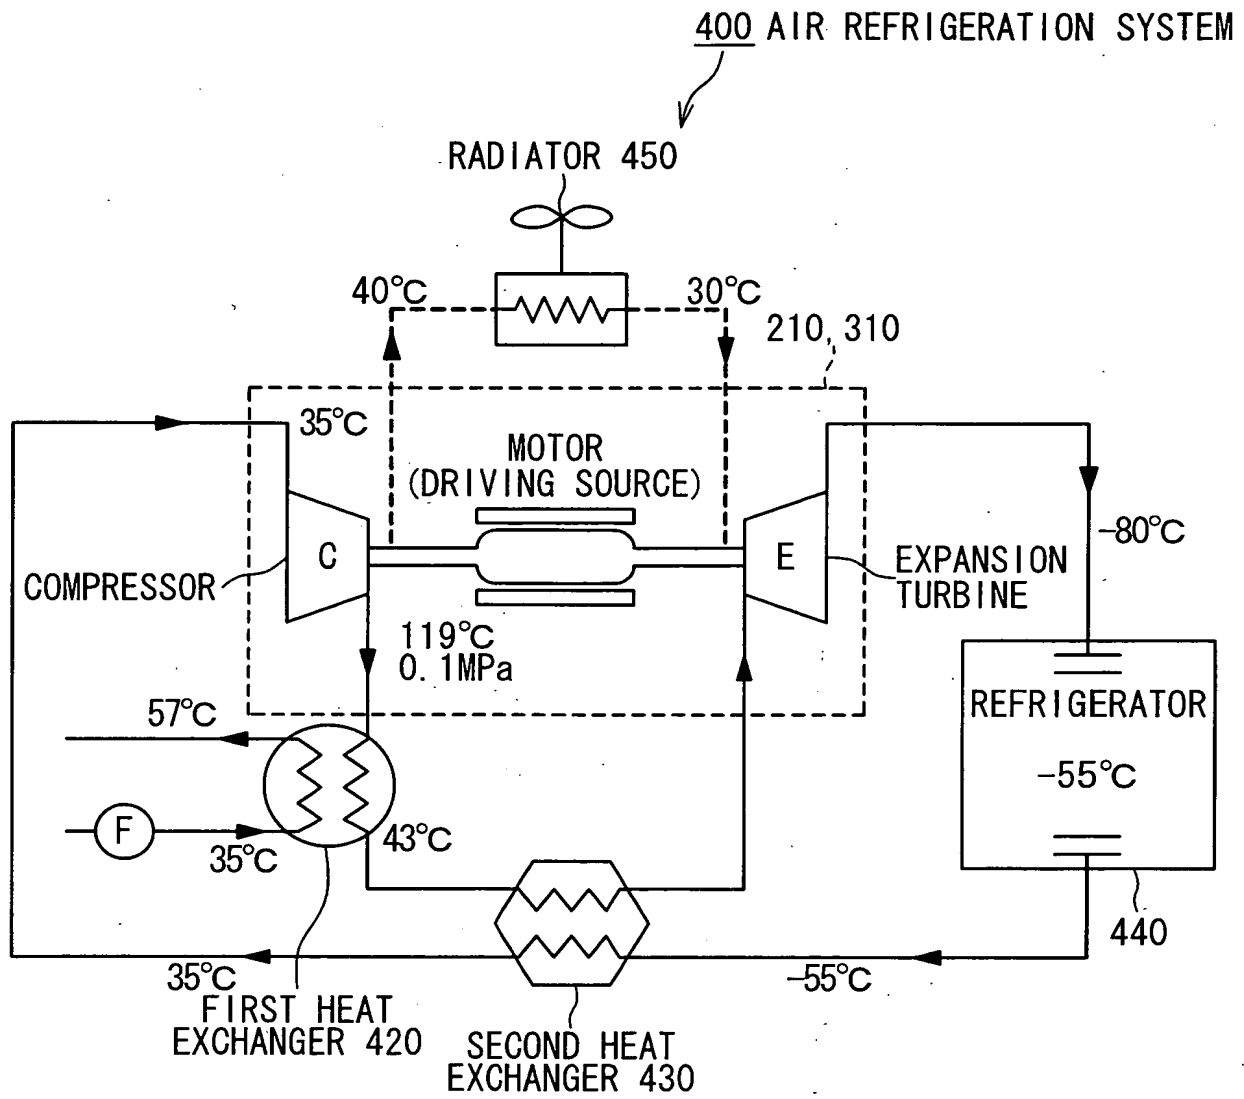 400 AIR REFRIGERATION SYSTEM
RADIATOR 450
40°C
30°C
210, 310
35°C
MOTOR
(DRIVING SOURCE)
C
E
-80°C
COMPRESSOR
EXPANSION
TURBINE
119°C
0.1MPa
REFRIGERATOR
-55°C
57°C
F
35°C
43°C
440
35°C
-55°C
FIRST HEAT
EXCHANGER 420
SECOND HEAT
EXCHANGER 430